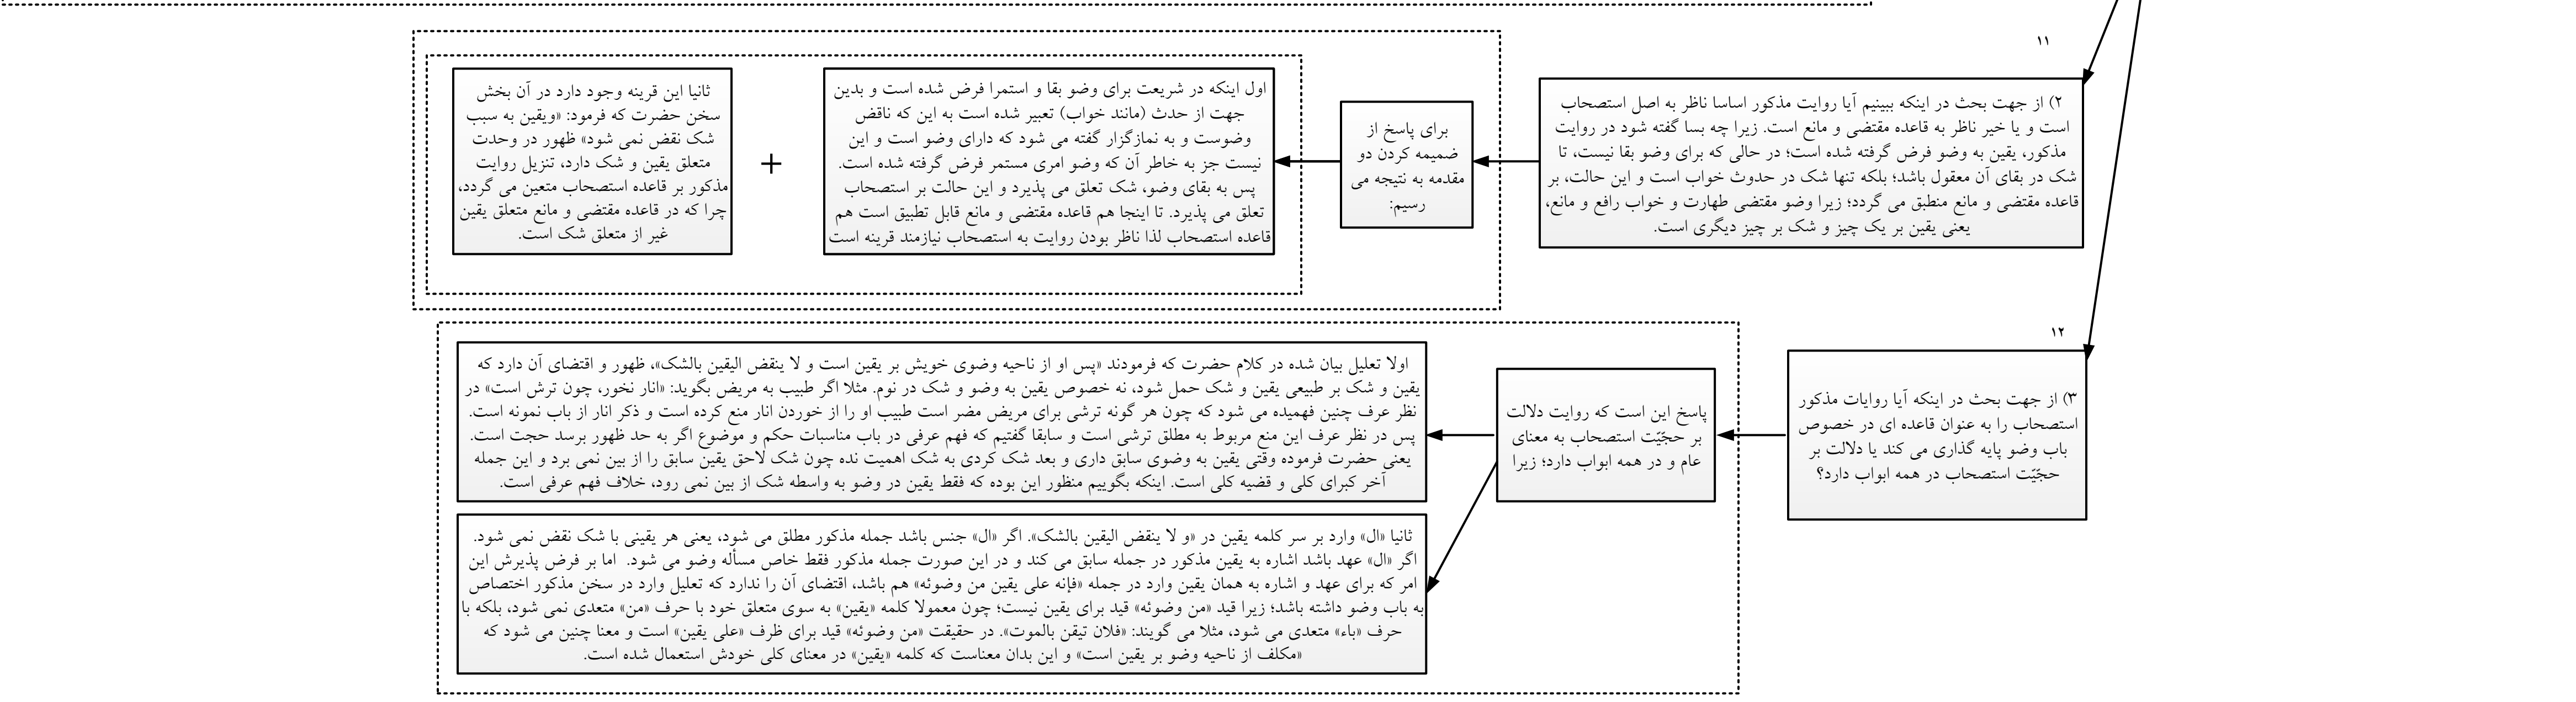 ۱۱
۲) از جهت بحث در اینکه ببینیم آیا روایت مذکور اساسا ناظر به اصل استصحاب
است و یا خیر ناظر به قاعده مقتضی و مانع است. زیرا چه بسا گفته شود در روایت
مذکور، یقین به وضو فرض گرفته شده است؛ در حالی که برای وضو بقا نیست، تا
شک در بقای آن معقول باشد؛ بلکه تنها شک در حدوث خواب است و این حالت، بر
قاعده مقتضی و مانع منطبق می گردد؛ زیرا وضو مقتضی طهارت و خواب رافع و مانع،
یعنی یقین بر یک چیز و شک بر چیز دیگری است.
برای پاسخ از
ضمیمه کردن دو
مقدمه به نتیجه می
رسیم:
اول اینکه در شریعت برای وضو بقا و استمرا فرض شده است و بدین
جهت از حدث (مانند خواب) تعبیر شده است به این که ناقض
وضوست و به نمازگزار گفته می شود که دارای وضو است و این
نیست جز به خاطر آن که وضو امری مستمر فرض گرفته شده است.
پس به بقای وضو، شک تعلق می پذیرد و این حالت بر استصحاب
تعلق می پذیرد. تا اینجا هم قاعده مقتضی و مانع قابل تطبیق است هم
قاعده استصحاب لذا ناظر بودن روایت به استصحاب نیازمند قرینه است
+
ثانیا این قرینه وجود دارد در آن بخش
سخن حضرت که فرمود: «ویقین به سبب
شک نقض نمی شود» ظهور در وحدت
متعلق یقین و شک دارد، تنزیل روایت
مذکور بر قاعده استصحاب متعین می گردد،
چرا که در قاعده مقتضی و مانع متعلق یقین
غیر از متعلق شک است.
۱۲
۳) از جهت بحث در اینکه آیا روایات مذکور
استصحاب را به عنوان قاعده ای در خصوص
باب وضو پایه گذاری می کند یا دلالت بر
حجّیّت استصحاب در همه ابواب دارد؟
پاسخ این است که روایت دلالت
بر حجّیّت استصحاب به معنای
عام و در همه ابواب دارد؛ زیرا
اولا تعلیل بیان شده در کلام حضرت که فرمودند «پس او از ناحیه وضوی خویش بر یقین است و لا ینقض الیقین بالشک»، ظهور و اقتضای آن دارد که
یقین و شک بر طبیعی یقین و شک حمل شود، نه خصوص یقین به وضو و شک در نوم. مثلا اگر طبیب به مریض بگوید: «انار نخور، چون ترش است» در
نظر عرف چنین فهمیده می شود که چون هر گونه ترشی برای مریض مضر است طبیب او را از خوردن انار منع کرده است و ذکر انار از باب نمونه است.
پس در نظر عرف این منع مربوط به مطلق ترشی است و سابقا گفتیم که فهم عرفی در باب مناسبات حکم و موضوع اگر به حد ظهور برسد حجت است.
یعنی حضرت فرموده وقتی یقین به وضوی سابق داری و بعد شک کردی به شک اهمیت نده چون شک لاحق یقین سابق را از بین نمی برد و این جمله
آخر کبرای کلی و قضیه کلی است. اینکه بگوییم منظور این بوده که فقط یقین در وضو به واسطه شک از بین نمی رود، خلاف فهم عرفی است.
ثانیا «ال» وارد بر سر کلمه یقین در «و لا ینقض الیقین بالشک». اگر «ال» جنس باشد جمله مذکور مطلق می شود، یعنی هر یقینی با شک نقض نمی شود.
اگر «ال» عهد باشد اشاره به یقین مذکور در جمله سابق می کند و در این صورت جمله مذکور فقط خاص مسأله وضو می شود. اما بر فرض پذیرش این
امر که برای عهد و اشاره به همان یقین وارد در جمله «فإنه علی یقین من وضوئه» هم باشد، اقتضای آن را ندارد که تعلیل وارد در سخن مذکور اختصاص
به باب وضو داشته باشد؛ زیرا قید «من وضوئه» قید برای یقین نیست؛ چون معمولا کلمه «یقین» به سوی متعلق خود با حرف «من» متعدی نمی شود، بلکه با
حرف «باء» متعدی می شود، مثلا می گویند: «فلان تیقن بالموت». در حقیقت «من وضوئه» قید برای ظرف «علی یقین» است و معنا چنین می شود که
«مکلف از ناحیه وضو بر یقین است» و این بدان معناست که کلمه «یقین» در معنای کلی خودش استعمال شده است.